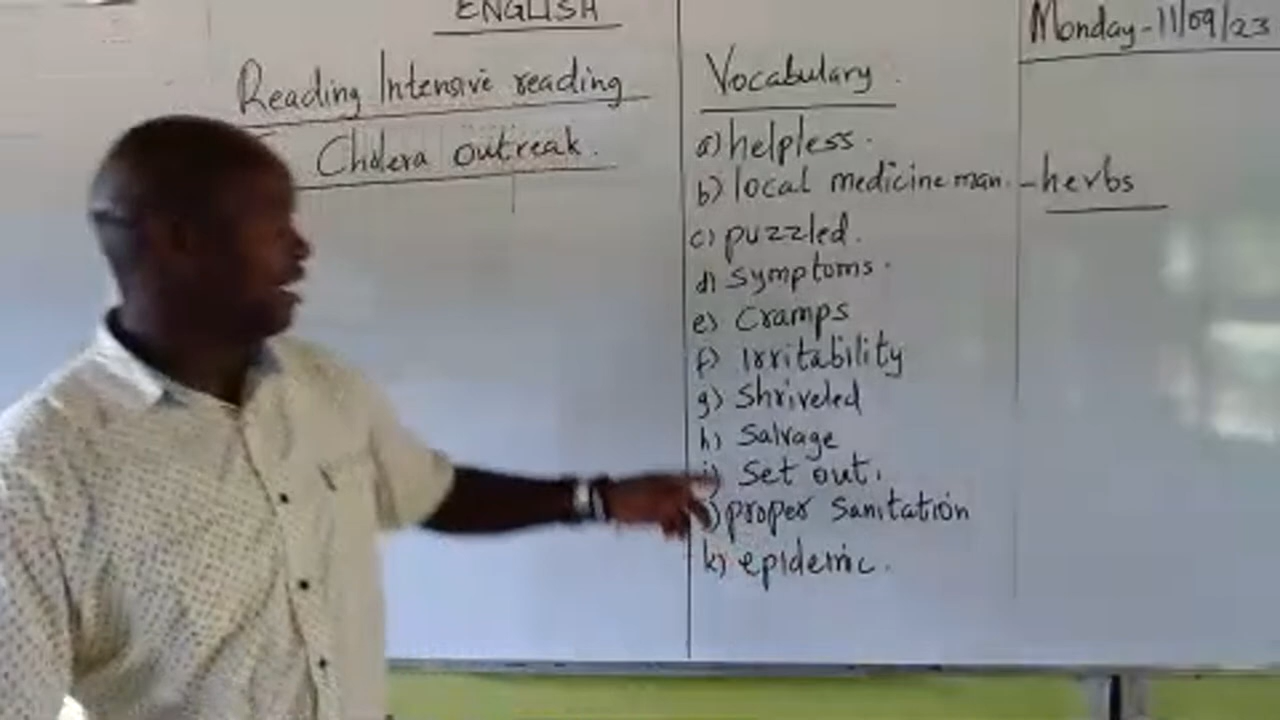 ENGLISH
Reading Intensive reading
Cholera outreak.
Vocabulary.
a) helpless.
b) local medicine man. - herbs
c) puzzled.
d) symptoms.
e) Cramps
f) Irritability
g) Shriveled
h) Salvage
i) Set out.
) proper Sanitation
k) epidemic.
Monday - 11/09/23